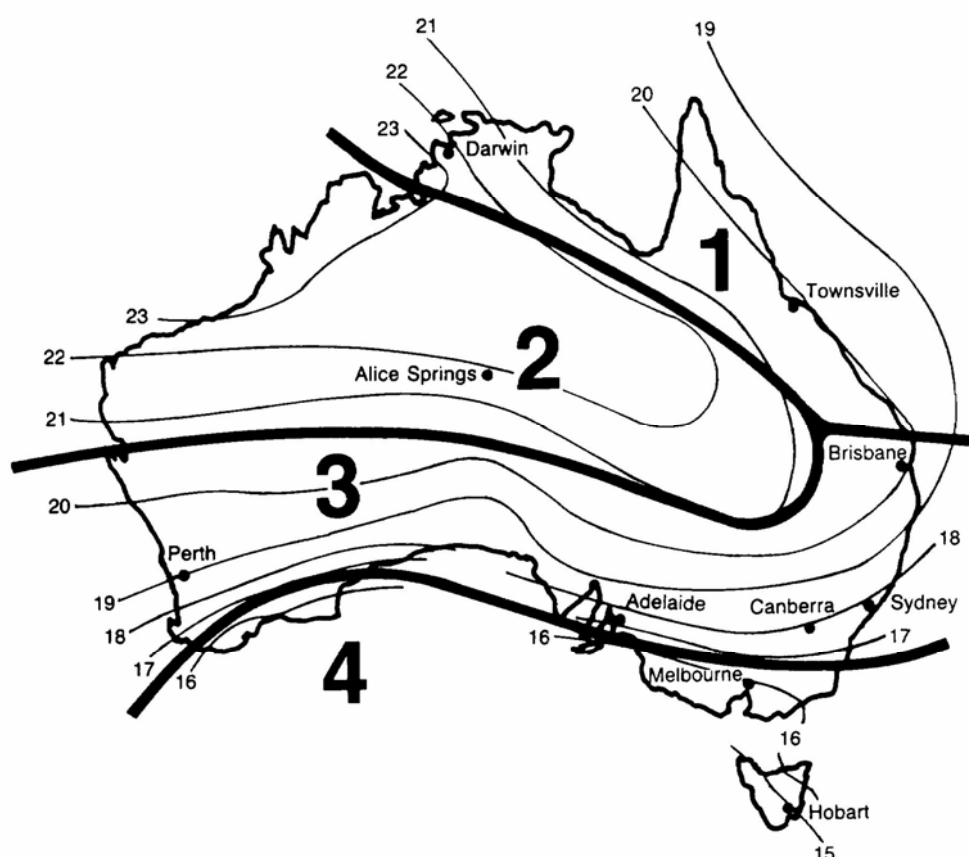 21
19
22
20
23
Darwin
1
Townsville
23
22
2
Alice Springs
21
Brisbane
3
20
18
Perth
19
Adelaide
Canberra
Sydney
18
16
17
17
16
4
Melbourne
16
Hobart
15